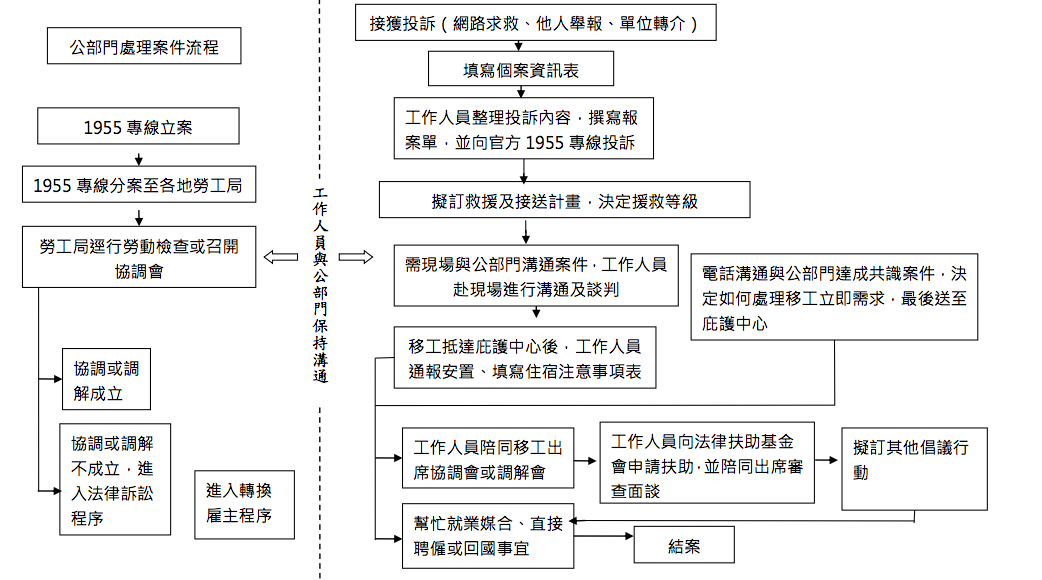 公部門處理案件流程
1955 專線立案
1955 專線分案至各地勞工局
勞工局逕行勞動檢查或召開
協調會
協調或調
解成立
協調或調解
不成立，進
入法律訴訟
程序
進入轉換
雇主程序
工作人員與公部門保持溝通
接獲投訴（網路求救、他人舉報、單位轉介）
填寫個案資訊表
工作人員整理投訴內容，撰寫報
案單，並向官方 1955 專線投訴
擬訂救援及接送計畫，決定援救等級
需現場與公部門溝通案件，工作人員
赴現場進行溝通及談判
電話溝通與公部門達成共識案件，決
定如何處理移工立即需求，最後送至
庇護中心
移工抵達庇護中心後，工作人員
通報安置、填寫住宿注意事項表
工作人員陪同移工出
席協調會或調解會
工作人員向法律扶助基金
會申請扶助，並陪同出席審
查面談
擬訂其他倡議行
動
幫忙就業媒合、直接
聘僱或回國事宜
結案